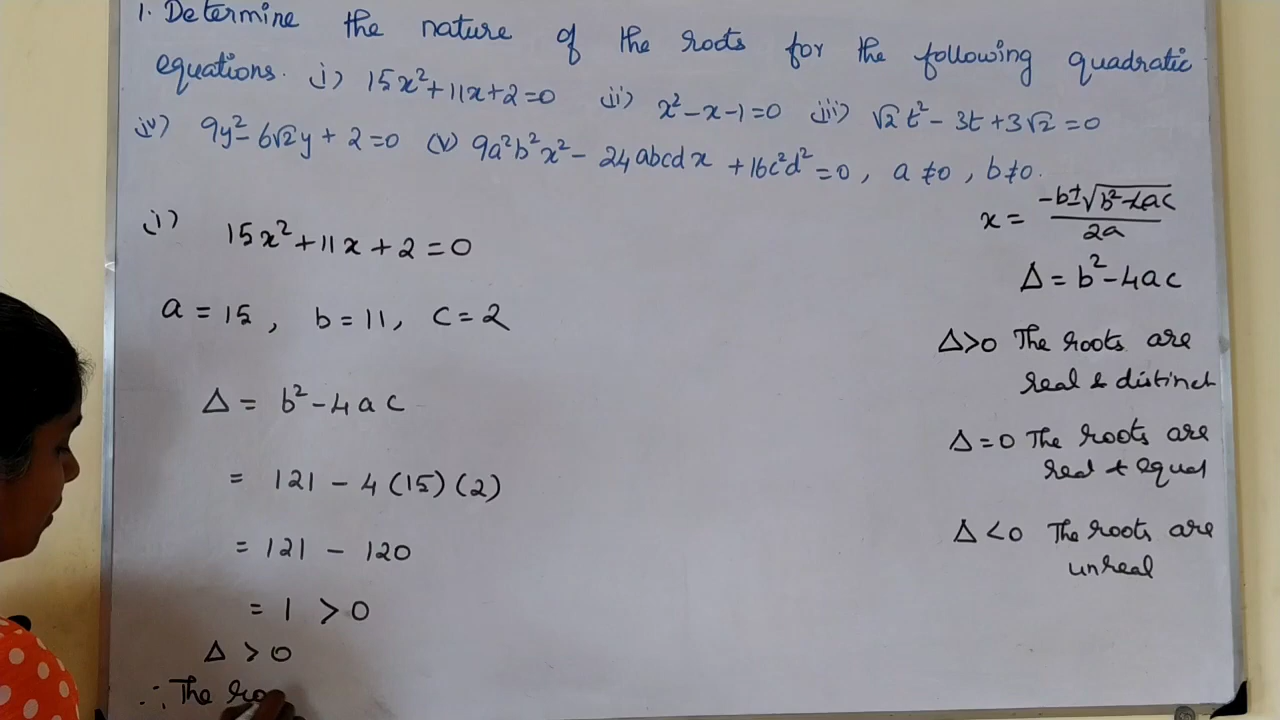 1. Determine the nature of the roots for the following quadratic
equations. i) 15x²+11x+2=0 ii) x²-x-1=0 iii) √2t²-3t+3√2=0
iv) 9y²-6√2y+2=0 (v) 9a²b²x²-24abcdx+16c²d²=0, a≠0, b≠0.
i) 15x²+11x+2=0
a=15, b=11, c=2
Δ= b²-4ac
= 121-4(15)(2)
= 121-120
= 1 >0
Δ >0
∴ The roo
x= -b±√b²-4ac
2a
Δ=b²-4ac
Δ>0 The roots are
real & distinct
Δ=0 The roots are
real & equal
Δ<0 The roots are
unreal